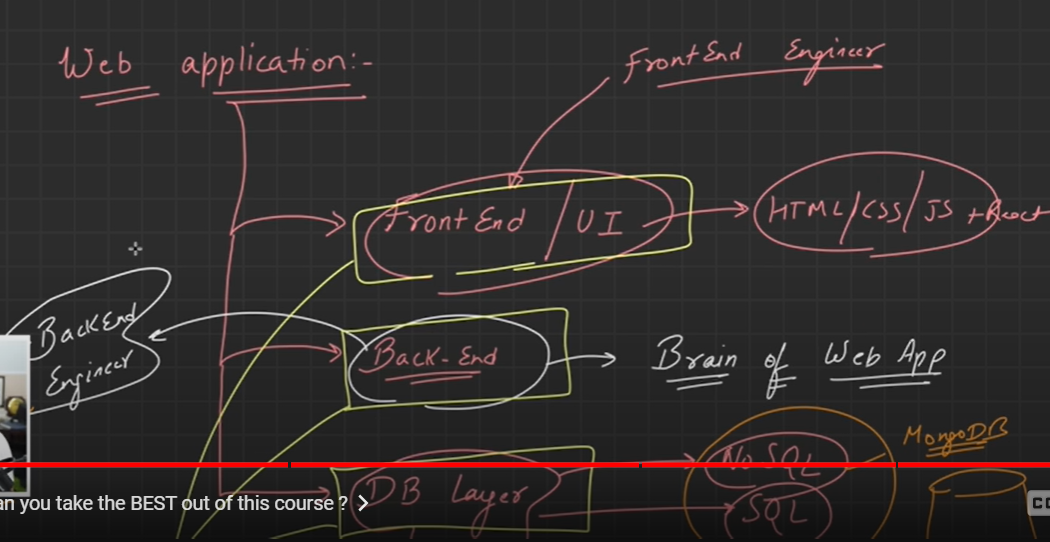 Web application:-
FrontEnd Engineer
Front End / UI
HTML/CSS/JS + React
BackEnd
Engineer
Back-End
Brain of Web App
MongoDB
No SQL
DB Layer
SQL
an you take the BEST out of this course ?
CC